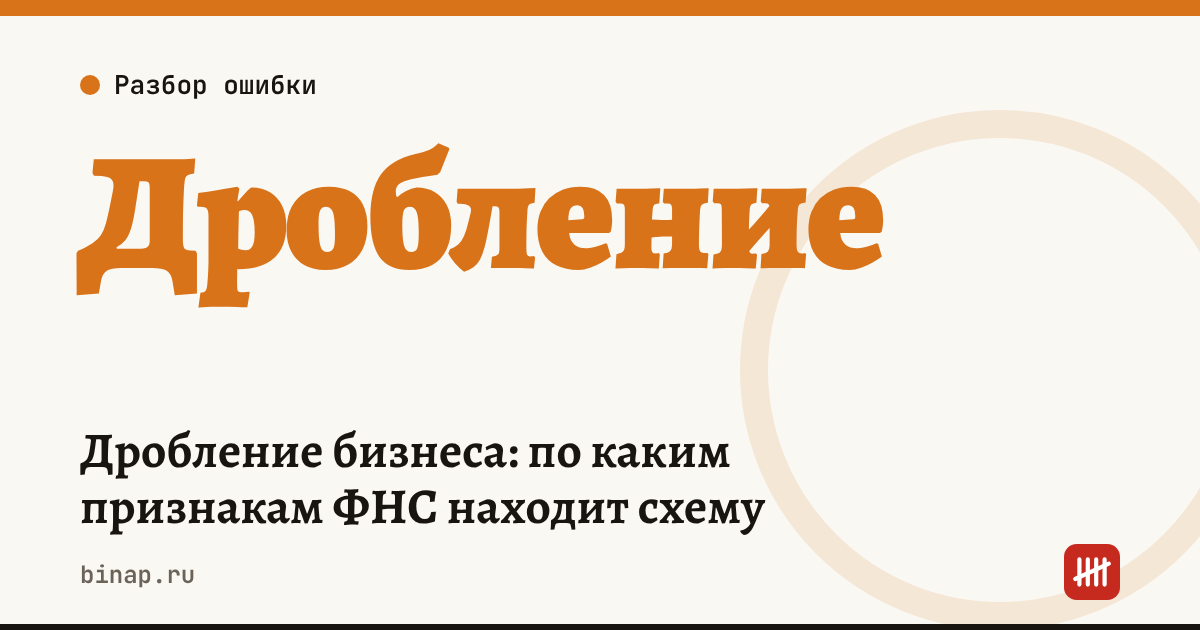 Разбор ошибки
Дробление
Дробление бизнеса: по каким
признакам ФНС находит схему
binap.ru